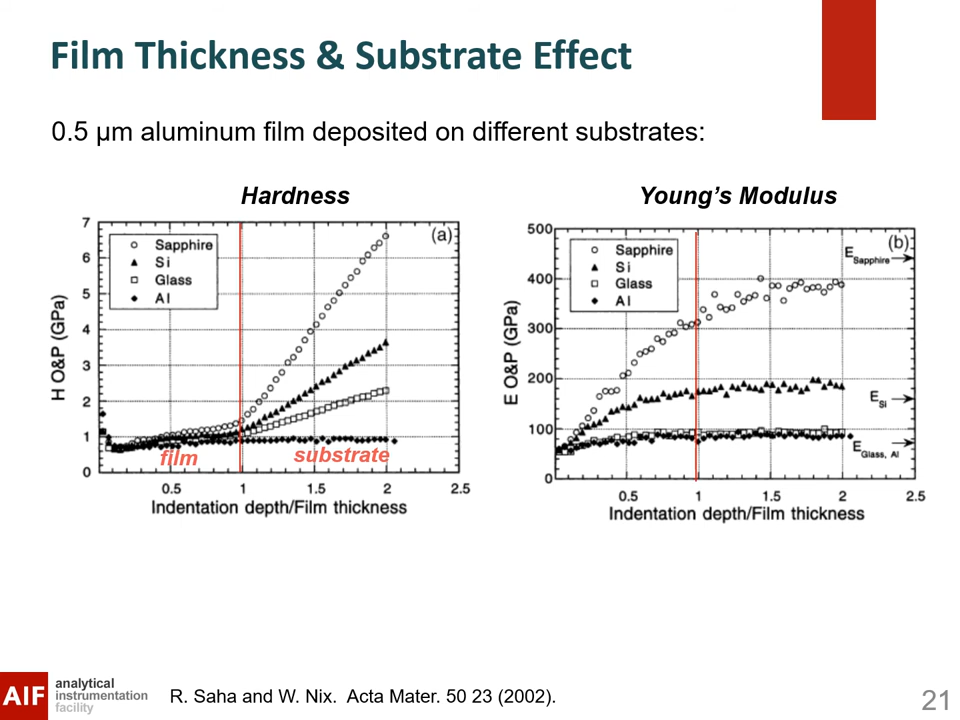 Film Thickness & Substrate Effect
0.5 µm aluminum film deposited on different substrates:
Hardness
7
6
5
4
3
2
1
0
H O&P (GPa)
Sapphire
Si
Glass
Al
(a)
film
substrate
0.5
1
1.5
2
2.5
Indentation depth/Film thickness
Young’s Modulus
500
400
300
200
100
0
E O&P (GPa)
Sapphire
Si
Glass
Al
(b)
E Sapphire
E Si
E Glass, Al
0.5
1
1.5
2
2.5
Indentation depth/Film thickness
AIF
analytical
instrumentation
facility
R. Saha and W. Nix. Acta Mater. 50 23 (2002).
21